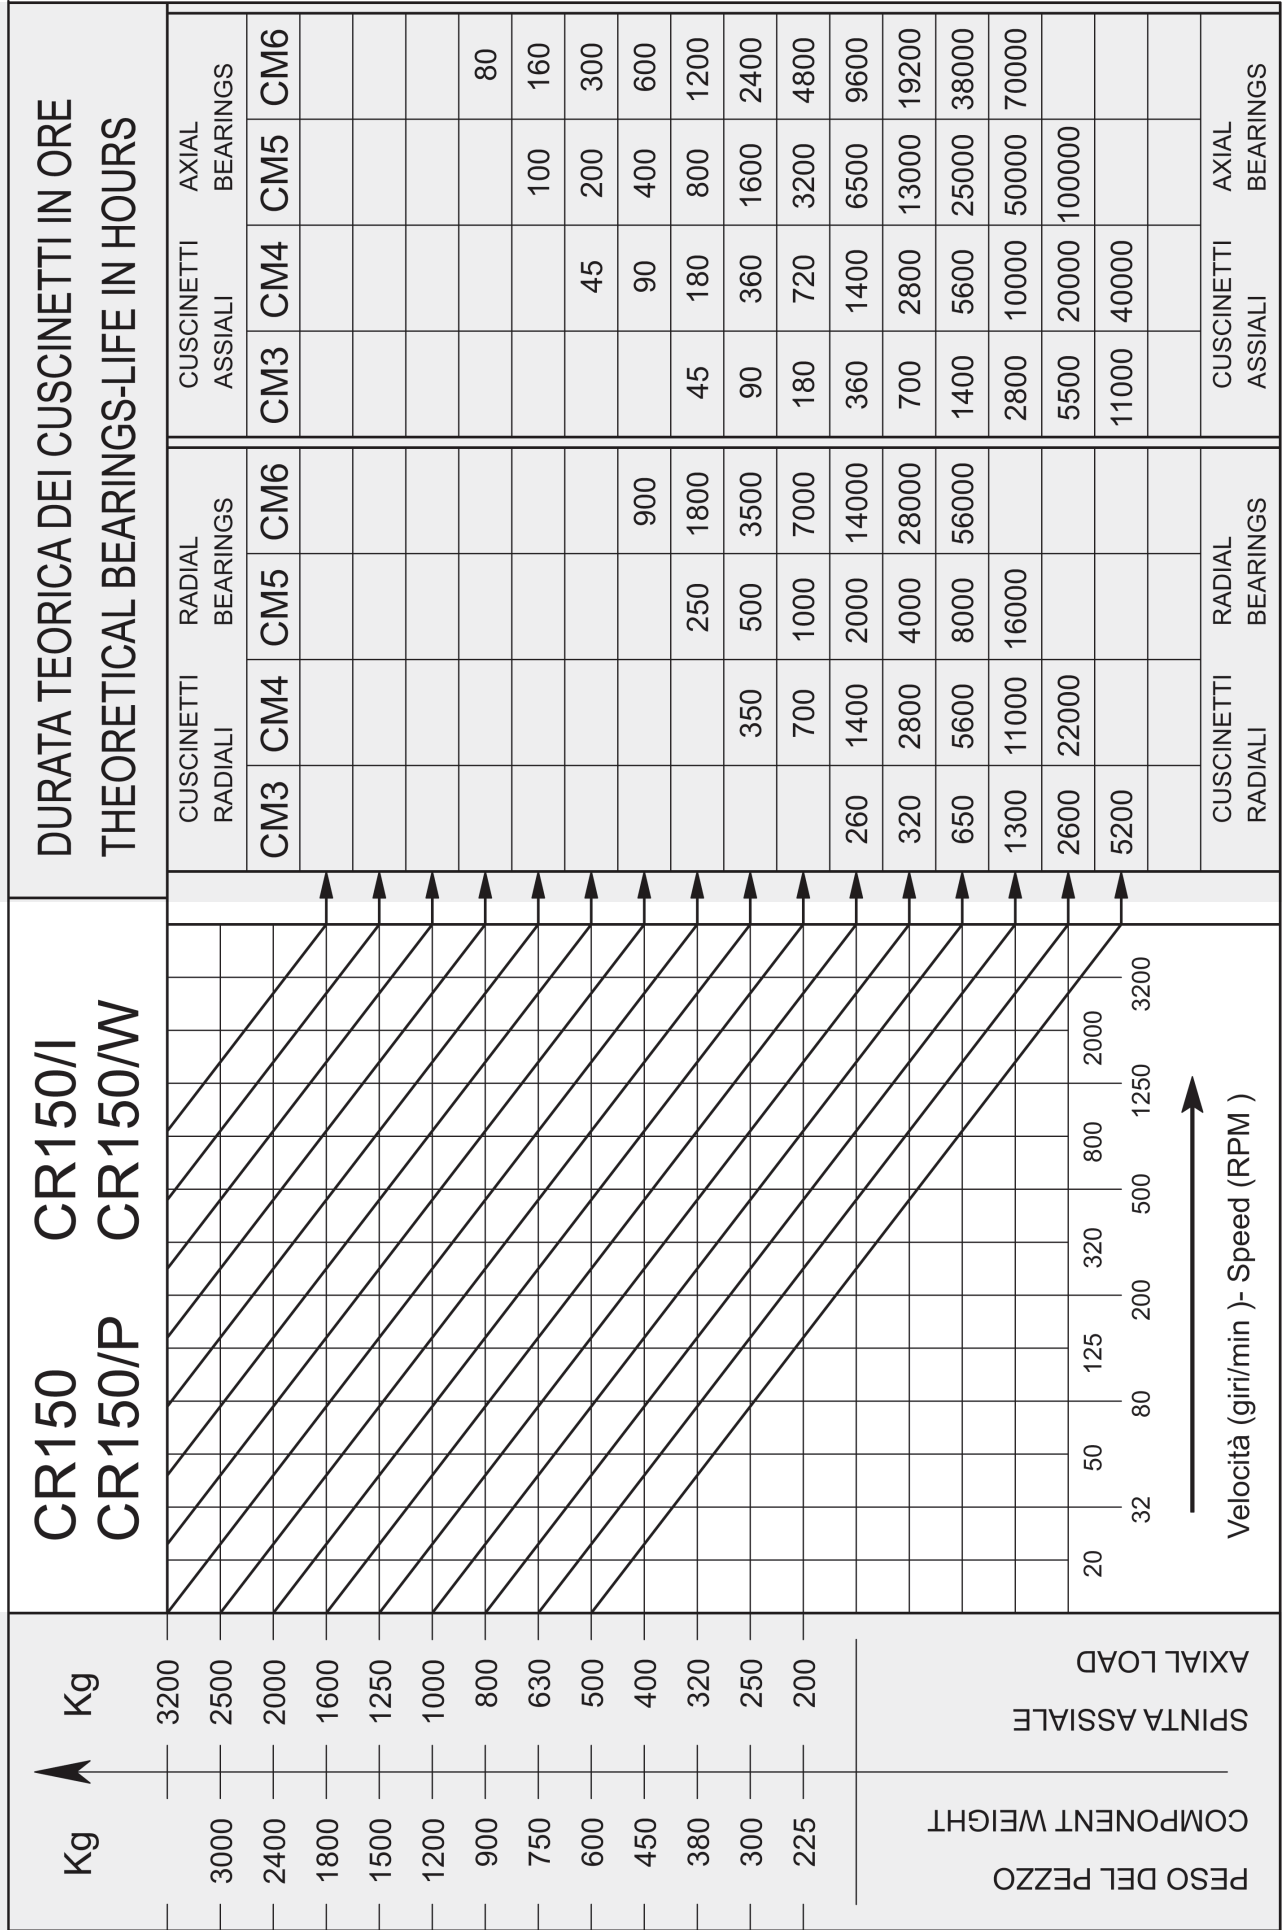 CR150 CR150/I
CR150/P CR150/W
DURATA TEORICA DEI CUSCINETTI IN ORE
THEORETICAL BEARINGS-LIFE IN HOURS
Kg Kg
CUSCINETTI RADIAL CUSCINETTI AXIAL
RADIALI BEARINGS ASSIALI BEARINGS
CM3 CM4 CM5 CM6 CM3 CM4 CM5 CM6
3200
3000 2500
2400 2000
1800 1600
1500 1250
1200 1000
900 800 80
750 630 100 160
600 500 45 200 300
450 400 900 90 400 600
380 320 250 1800 45 180 800 1200
300 250 350 500 3500 90 360 1600 2400
225 200 700 1000 7000 180 720 3200 4800
260 1400 2000 14000 360 1400 6500 9600
320 2800 4000 28000 700 2800 13000 19200
650 5600 8000 56000 1400 5600 25000 38000
1300 11000 16000 2800 10000 50000 70000
2600 22000 5500 20000 100000
5200 11000 40000
20 50 125 320 800 2000
32 80 200 500 1250 3200
Velocità (giri/min )- Speed (RPM )
CUSCINETTI RADIAL CUSCINETTI AXIAL
RADIALI BEARINGS ASSIALI BEARINGS
PESO DEL PEZZO
COMPONENT WEIGHT
SPINTA ASSIALE
AXIAL LOAD